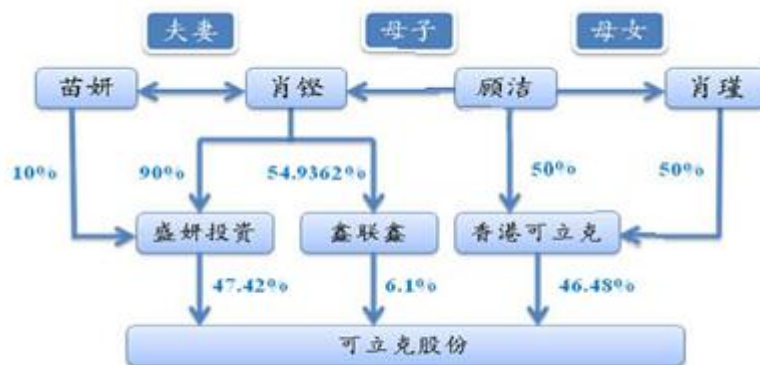 夫妻
母子
母女
苗妍
肖铿
顾洁
肖瑾
10%
90%
54.9362%
50%
50%
盛妍投资
鑫联鑫
香港可立克
47.42%
6.1%
46.48%
可立克股份